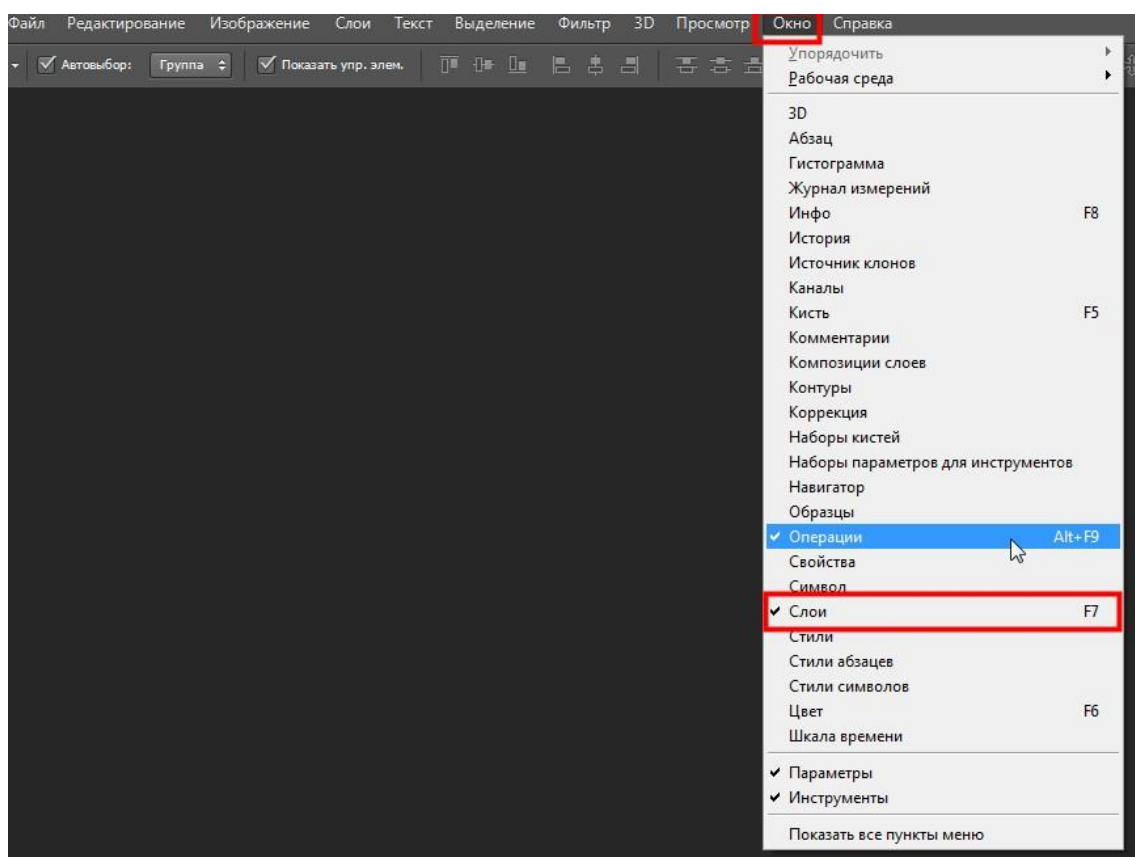 Файл Редактирование Изображение Слои Текст Выделение Фильтр 3D Просмотр Окно Справка
Автовыбор: Группа Показать упр. элем.
Упорядочить
Рабочая среда
3D
Абзац
Гистограмма
Журнал измерений
Инфо F8
История
Источник клонов
Каналы
Кисть F5
Комментарии
Композиции слоев
Контуры
Коррекция
Наборы кистей
Наборы параметров для инструментов
Навигатор
Образцы
Операции Alt+F9
Свойства
Символ
Слои F7
Стили
Стили абзацев
Стили символов
Цвет F6
Шкала времени
Параметры
Инструменты
Показать все пункты меню